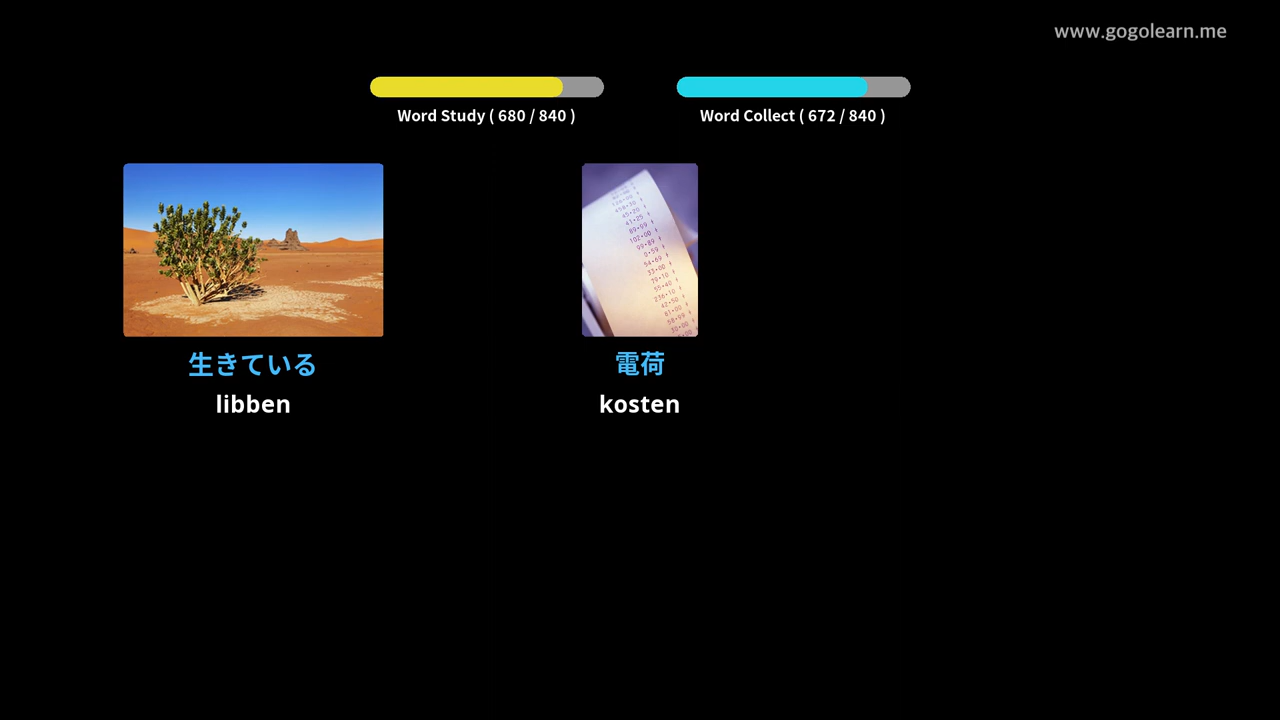 www.gogolearn.me
Word Study ( 680 / 840 )
Word Collect ( 672 / 840 )
生きている
libben
電荷
kosten